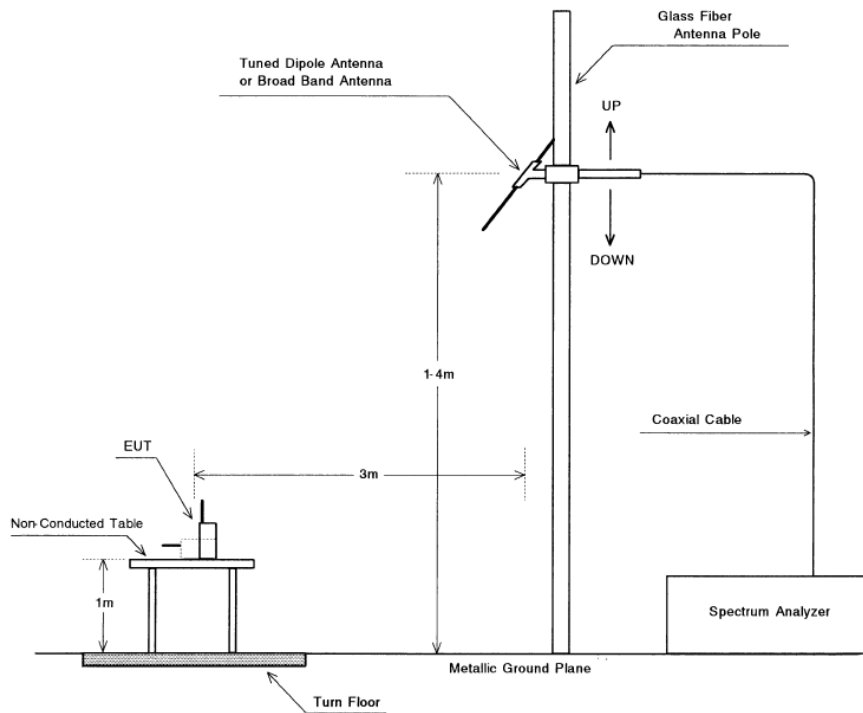 Glass Fiber
Antenna Pole
Tuned Dipole Antenna
or Broad Band Antenna
UP
DOWN
1-4m
Coaxial Cable
EUT
3m
Non-Conducted Table
1m
Spectrum Analyzer
Metallic Ground Plane
Turn Floor